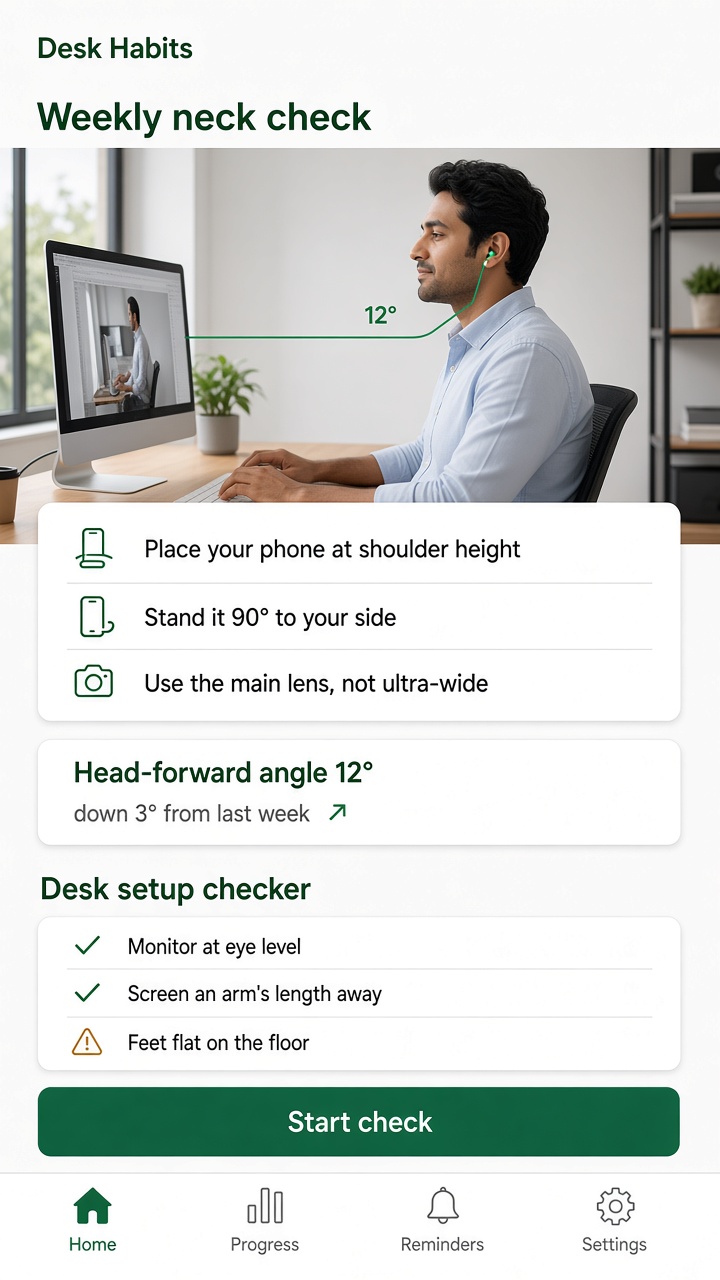 Desk Habits
Weekly neck check
12°
Place your phone at shoulder height
Stand it 90° to your side
Use the main lens, not ultra-wide
Head-forward angle 12°
down 3° from last week
Desk setup checker
Monitor at eye level
Screen an arm's length away
Feet flat on the floor
Start check
Home
Progress
Reminders
Settings